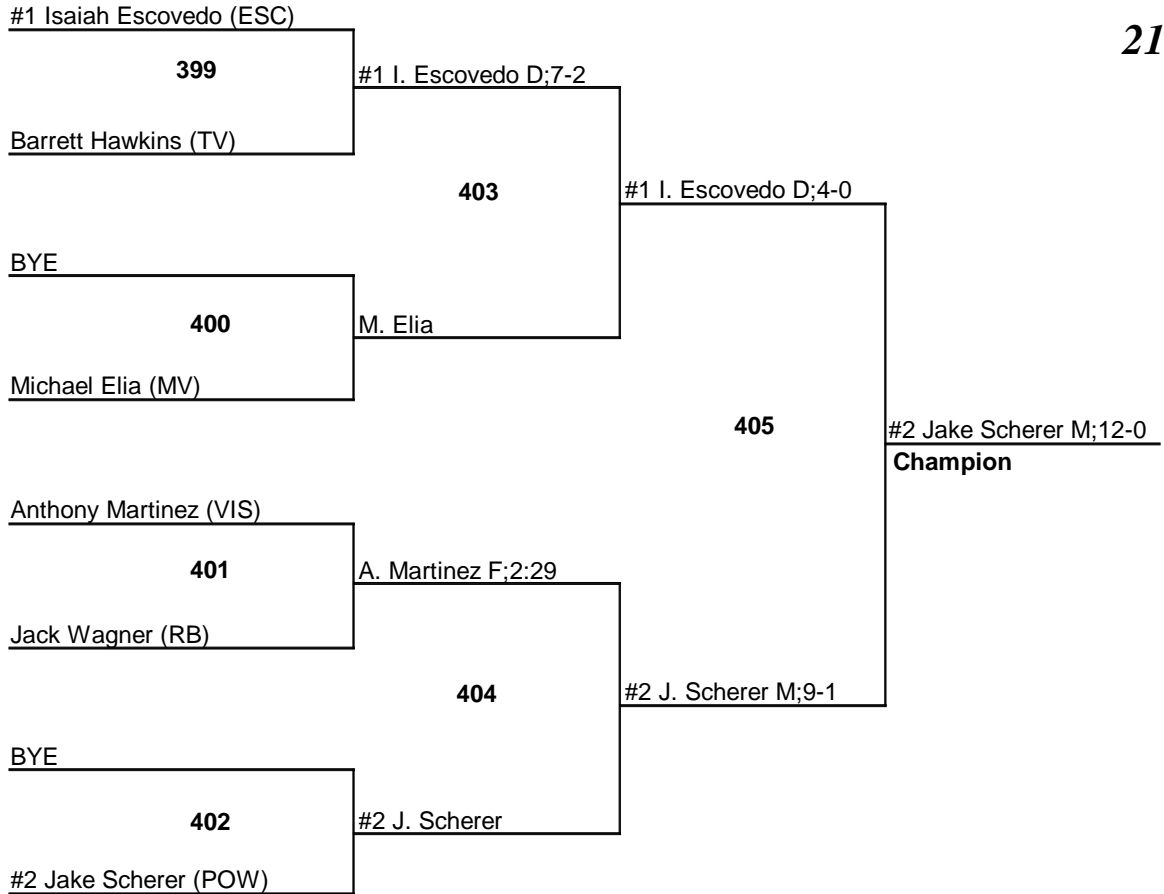 #1 Isaiah Escovedo (ESC)
21
399
#1 I. Escovedo D;7-2
Barrett Hawkins (TV)
403
#1 I. Escovedo D;4-0
BYE
400
M. Elia
Michael Elia (MV)
405
#2 Jake Scherer M;12-0
Champion
Anthony Martinez (VIS)
401
A. Martinez F;2:29
Jack Wagner (RB)
404
#2 J. Scherer M;9-1
BYE
402
#2 J. Scherer
#2 Jake Scherer (POW)